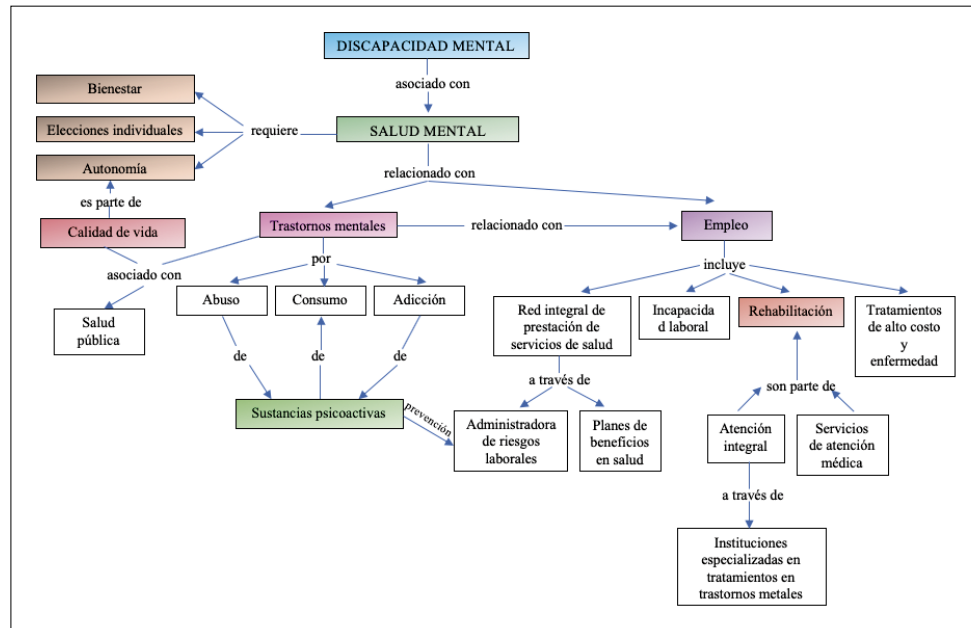 DISCAPACIDAD MENTAL
asociado con
Bienestar
Elecciones individuales
requiere
SALUD MENTAL
Autonomía
relacionado con
es parte de
Calidad de vida
Trastornos mentales
relacionado con
Empleo
asociado con
por
incluye
Abuso
Consumo
Adicción
Salud
pública
Red integral de
prestación de
servicios de salud
Incapacida
d laboral
Rehabilitación
Tratamientos
de alto costo
y
enfermedad
de
de
de
a través de
son parte de
Sustancias psicoactivas
prevención
Administradora
de riesgos
laborales
Planes de
beneficios
en salud
Atención
integral
Servicios
de atención
médica
a través de
Instituciones
especializadas en
tratamientos en
trastornos metales